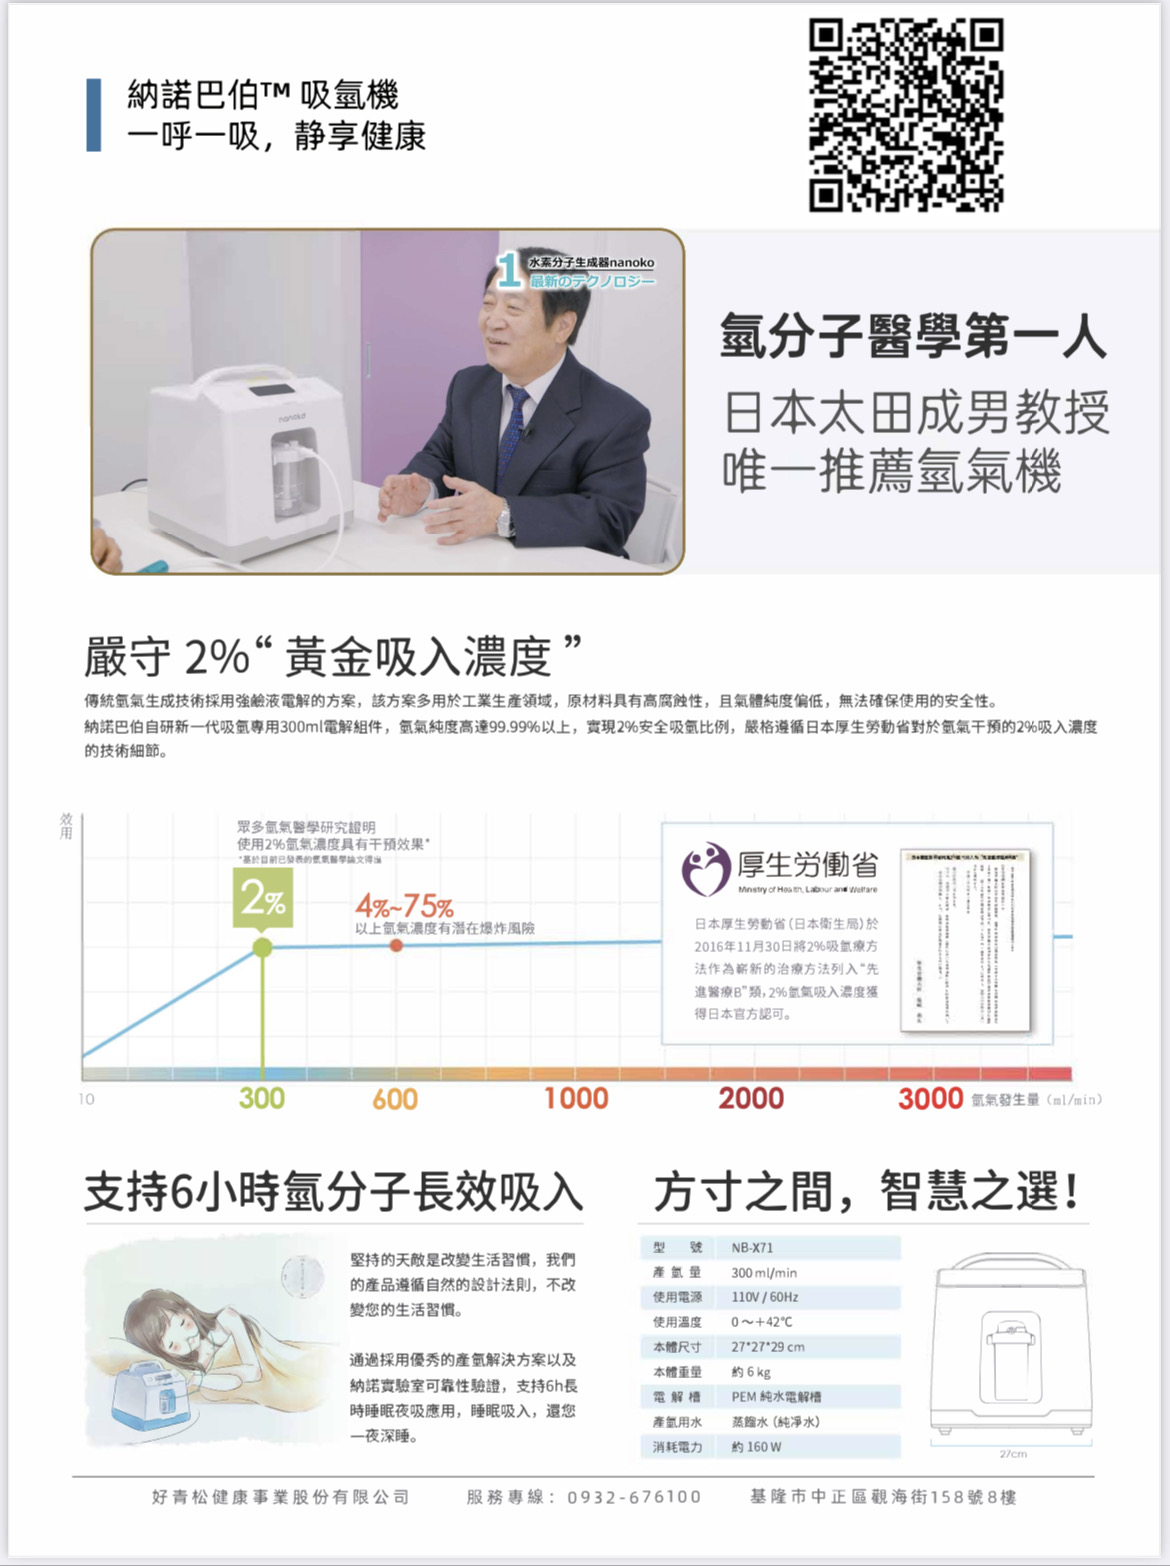 納諾巴伯™ 吸氫機
一呼一吸，静享健康
1 水素分子生成器nanoko
最新のテクノロジー
nanoko
氫分子醫學第一人
日本太田成男教授
唯一推薦氫氣機
嚴守 2%“黃金吸入濃度”
傳統氫氣生成技術採用強鹼液電解的方案，該方案多用於工業生產領域，原材料具有高腐蝕性，且氣體純度偏低，無法確保使用的安全性。
納諾巴伯自研新一代吸氫專用300ml電解組件，氫氣純度高達99.99%以上，實現2%安全吸氫比例，嚴格遵循日本厚生勞動省對於氫氣干預的2%吸入濃度
的技術細節。
效用
眾多氫氣醫學研究證明
使用2%氫氣濃度具有干預效果*
*基於目前已發表的氫氣醫學論文得出
2%
4%~75%
以上氫氣濃度有潛在爆炸風險
厚生労働省
Ministry of Health, Labour and Welfare
日本厚生勞動省（日本衛生局）於
2016年11月30日將2%吸氫療方
法作為嶄新的治療方法列入“先
進醫療B”類，2%氫氣吸入濃度獲
得日本官方認可。
10 300 600 1000 2000 3000 氫氣發生量（ml/min）
支持6小時氫分子長效吸入
堅持的天敵是改變生活習慣，我們
的產品遵循自然的設計法則，不改
變您的生活習慣。
通過採用優秀的產氫解決方案以及
納諾實驗室可靠性驗證，支持6h長
時睡眠夜吸應用，睡眠吸入，還您
一夜深睡。
方寸之間，智慧之選！
型 號 NB-X71
產氫量 300 ml/min
使用電源 110V / 60Hz
使用溫度 0～+42℃
本體尺寸 27*27*29 cm
本體重量 約 6 kg
電解槽 PEM 純水電解槽
產氫用水 蒸餾水（純淨水）
消耗電力 約 160 W
27cm
好青松健康事業股份有限公司 服務專線：0932-676100 基隆市中正區觀海街158號8樓